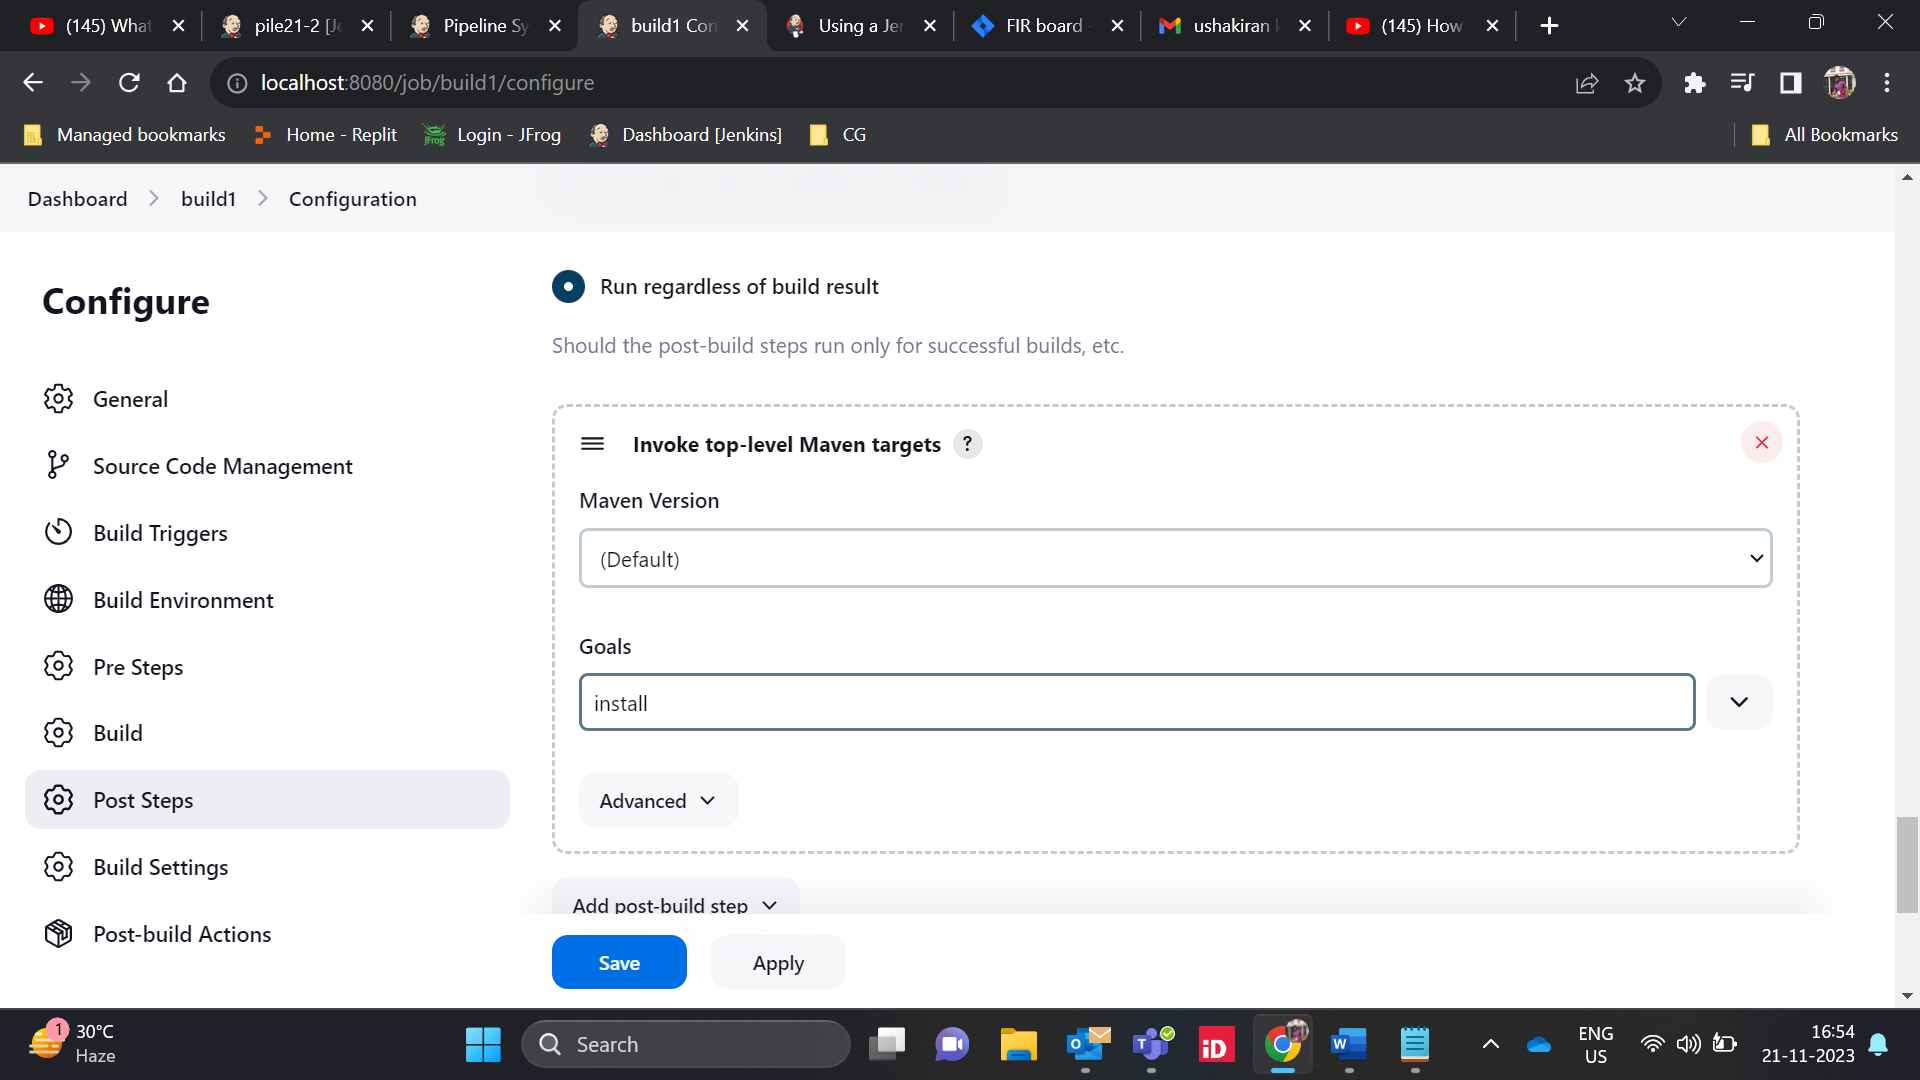 (145) What
pile21-2 [Je
Pipeline Sy
build1 Con
Using a Jen
FIR board -
ushakiran k
(145) How
localhost:8080/job/build1/configure
Managed bookmarks
Home - Replit
Login - JFrog
Dashboard [Jenkins]
CG
All Bookmarks
Dashboard
build1
Configuration
Configure
General
Source Code Management
Build Triggers
Build Environment
Pre Steps
Build
Post Steps
Build Settings
Post-build Actions
Run regardless of build result
Should the post-build steps run only for successful builds, etc.
Invoke top-level Maven targets ?
Maven Version
(Default)
Goals
install
Advanced
Add post-build step
Save
Apply
1
30°C
Haze
Search
iD
ENG
US
16:54
21-11-2023